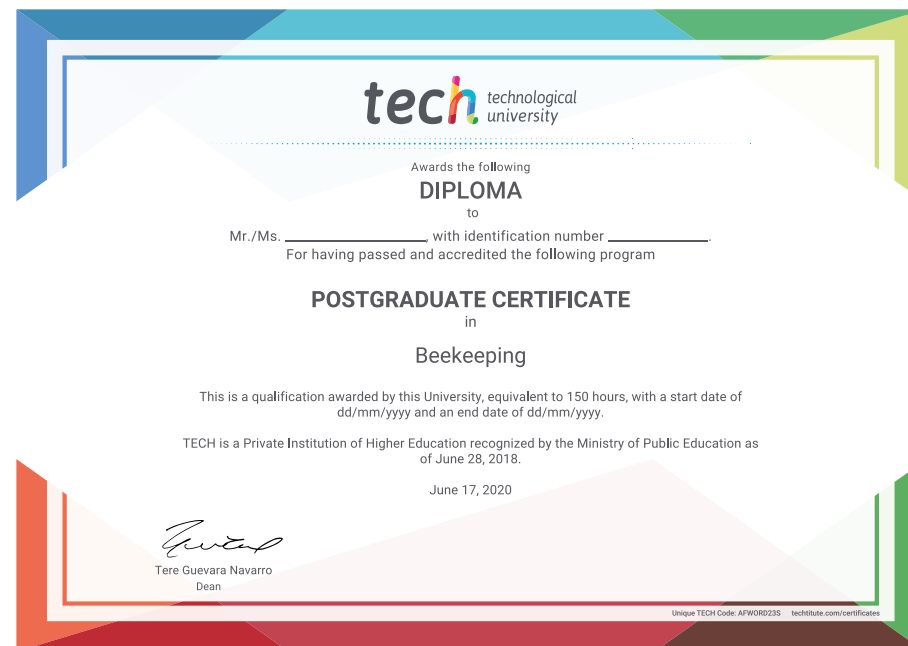 tech technological
university
Awards the following
DIPLOMA
to
Mr./Ms. ________________, with identification number ____________.
For having passed and accredited the following program
POSTGRADUATE CERTIFICATE
in
Beekeeping
This is a qualification awarded by this University, equivalent to 150 hours, with a start date of
dd/mm/yyyy and an end date of dd/mm/yyyy.
TECH is a Private Institution of Higher Education recognized by the Ministry of Public Education as
of June 28, 2018.
June 17, 2020
Tere Guevara Navarro
Dean
Unique TECH Code: AFWORD23S techtitute.com/certificates